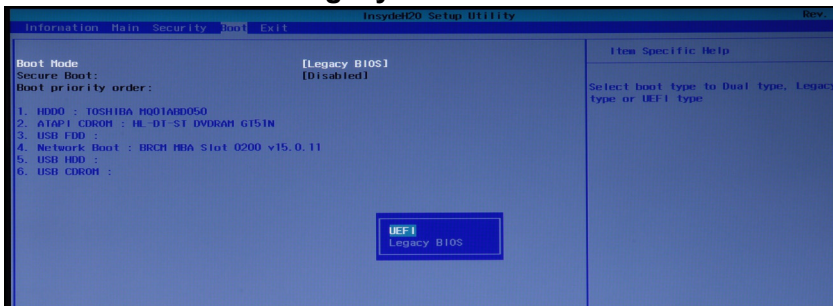 InsydeH20 Setup Utility Rev.
Information Main Security Boot Exit
Boot Mode [Legacy BIOS]
Secure Boot: [Disabled]
Boot priority order:
1. HDD0 : TOSHIBA MQ01ABD050
2. ATAPI CDROM : HL-DT-ST DVDRAM GT51N
3. USB FDD :
4. Network Boot : BRCM MBA Slot 0200 v15.0.11
5. USB HDD :
6. USB CDROM :
UEFI
Legacy BIOS
Item Specific Help
Select boot type to Dual type, Legacy
type or UEFI type